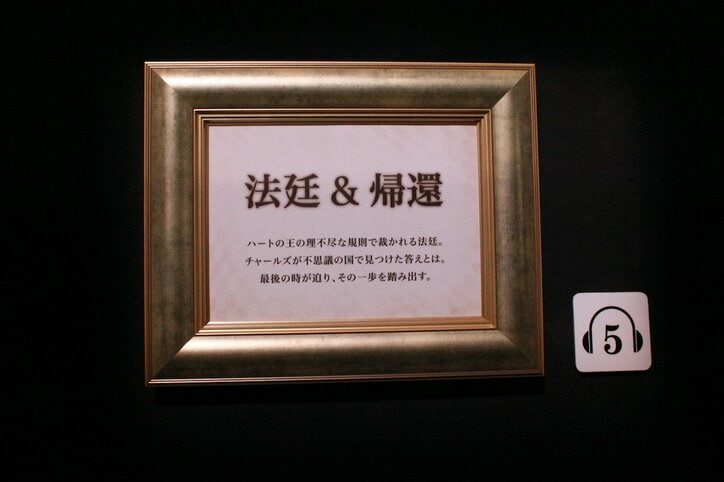 法廷 & 帰還
ハートの王の理不尽な規則で裁かれる法廷。
チャールズが不思議の国で見つけた答えとは。
最後の時が迫り、その一歩を踏み出す。
5